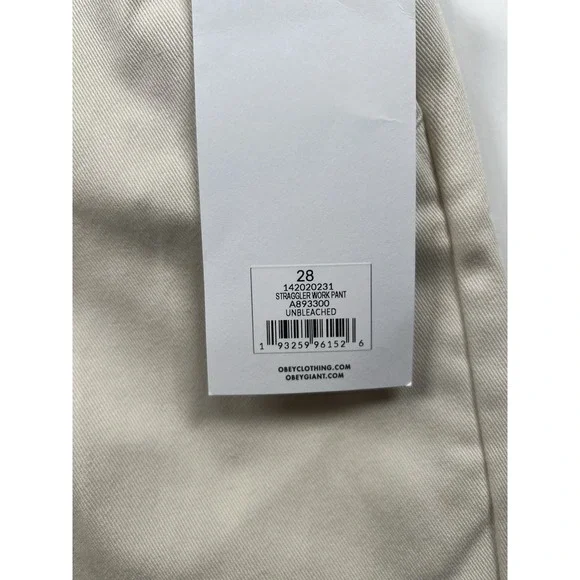 28
142020231
STRAGGLER WORK PANT
A893300
UNBLEACHED
1 93259 96152 6
OBEYCLOTHING.COM
OBEYGIANT.COM